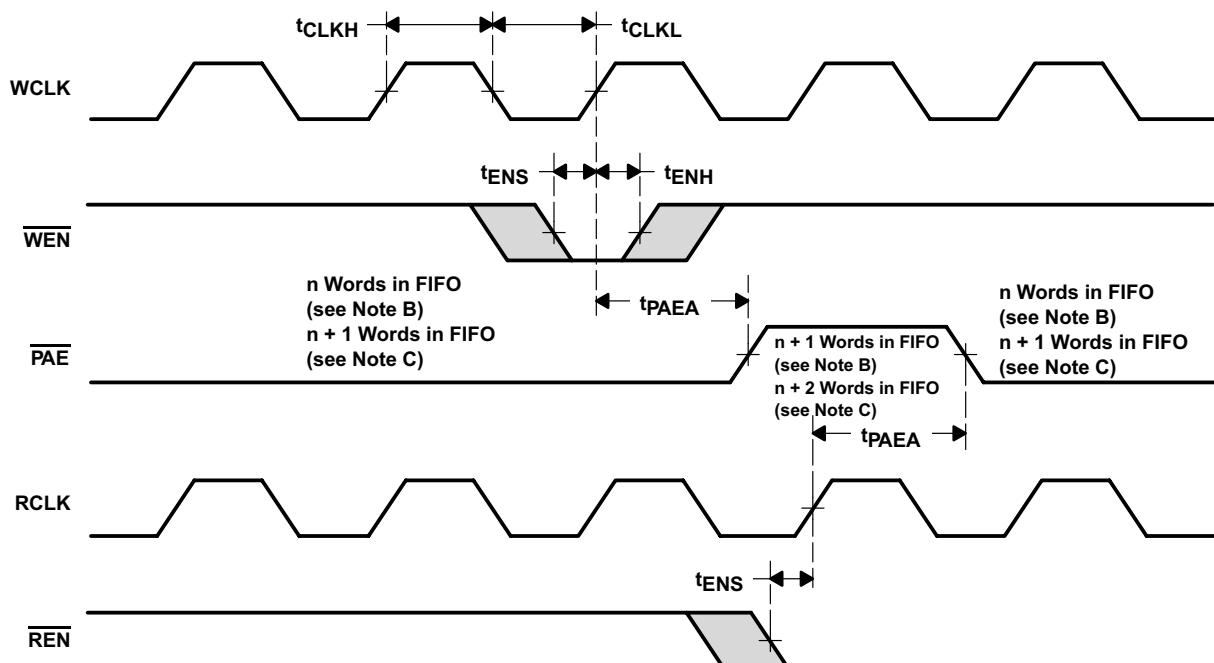 tCLKH
tCLKL
WCLK
tENS
tENH
WEN
n Words in FIFO
(see Note B)
n + 1 Words in FIFO
(see Note C)
tPAEA
n Words in FIFO
(see Note B)
n + 1 Words in FIFO
(see Note C)
PAE
n + 1 Words in FIFO
(see Note B)
n + 2 Words in FIFO
(see Note C)
tPAEA
RCLK
tENS
REN